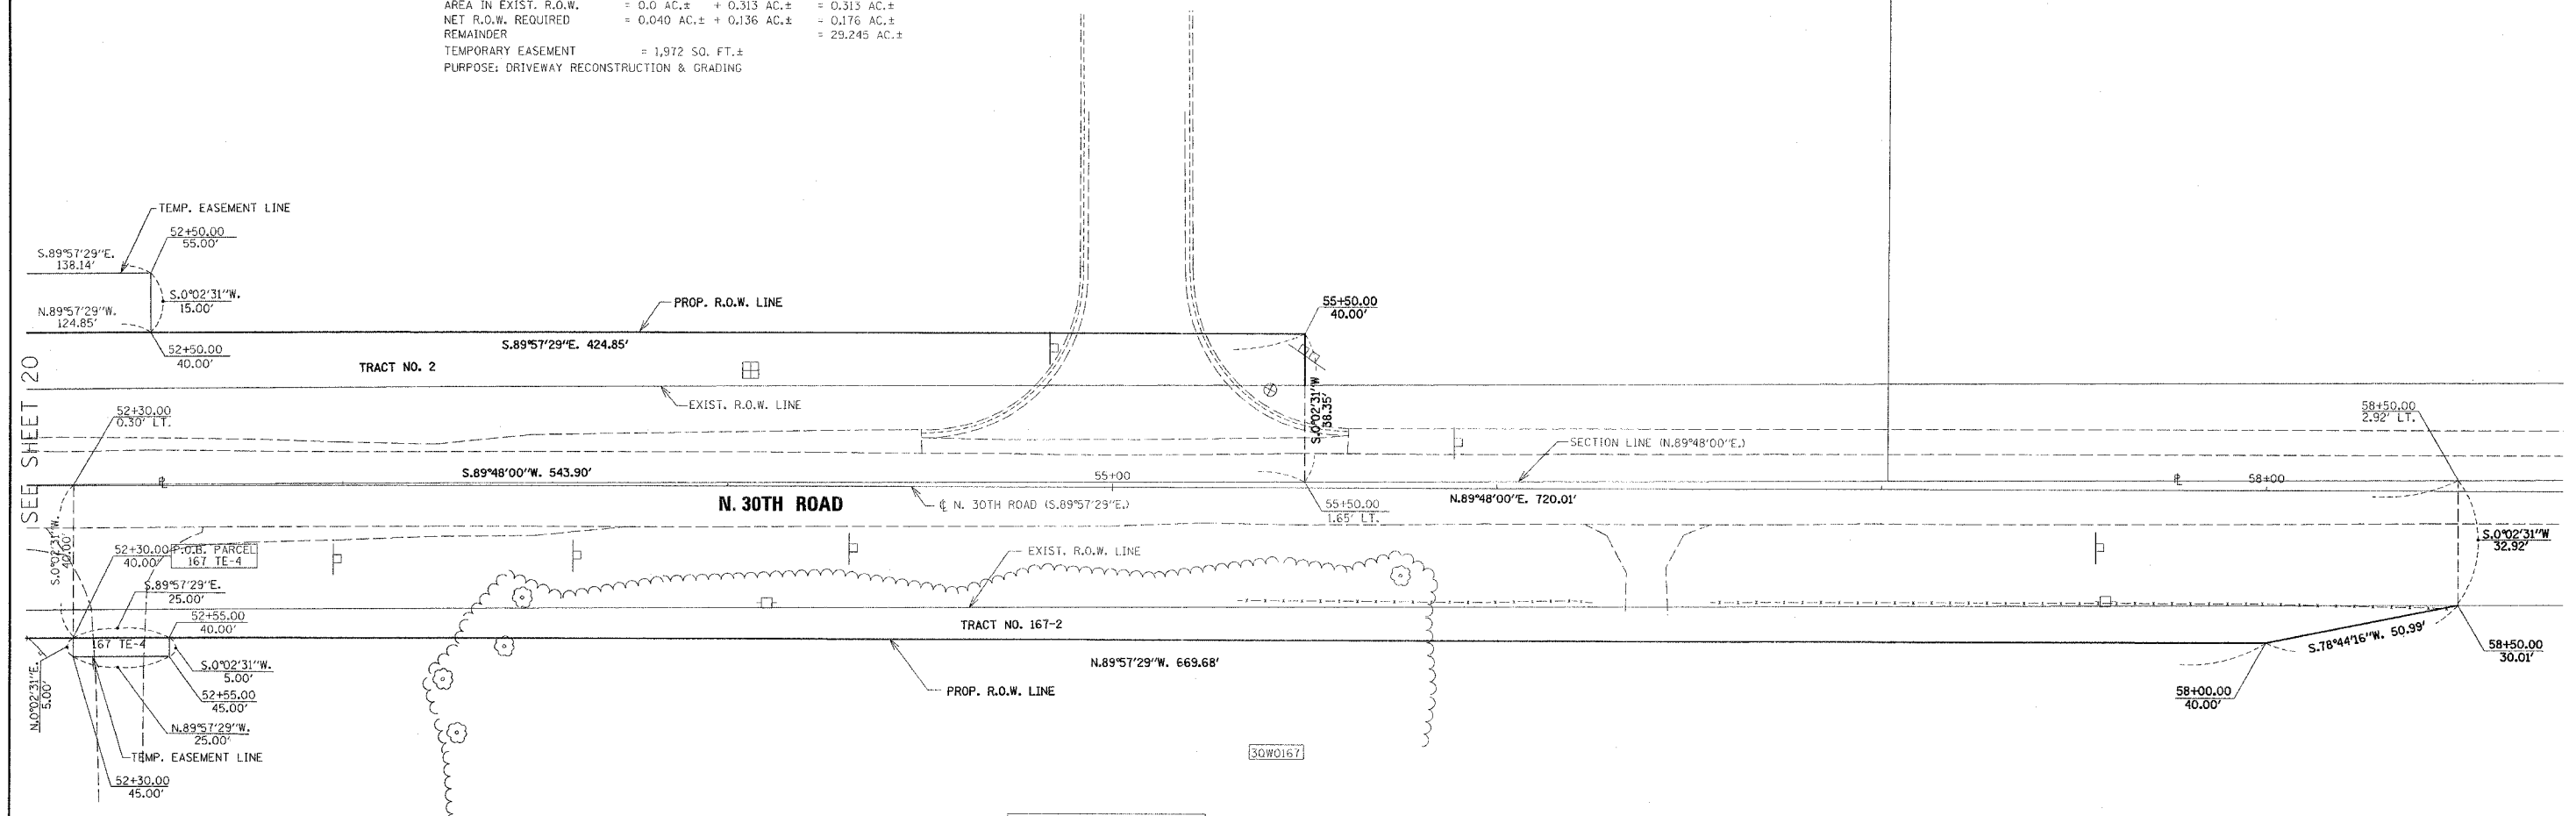 AREA IN EXIST. R.O.W. = 0.0 AC.± + 0.313 AC.± = 0.313 AC.±
NET R.O.W. REQUIRED = 0.040 AC.± + 0.136 AC.± = 0.176 AC.±
REMAINDER = 29.245 AC.±
TEMPORARY EASEMENT = 1,972 SQ. FT.±
PURPOSE: DRIVEWAY RECONSTRUCTION & GRADING
TEMP. EASEMENT LINE
52+50.00
55.00'
S.89°57'29"E.
138.14'
S.0°02'31"W.
15.00'
N.89°57'29"W.
124.85'
PROP. R.O.W. LINE
55+50.00
40.00'
52+50.00
40.00'
S.89°57'29"E. 424.85'
TRACT NO. 2
SEE SHEET 20
EXIST. R.O.W. LINE
S.0°02'31"W
38.35'
52+30.00
0.30' LT.
58+50.00
2.92' LT.
SECTION LINE (N.89°48'00"E.)
S.89°48'00"W. 543.90'
55+00
58+00
N. 30TH ROAD
℄ N. 30TH ROAD (S.89°57'29"E.)
55+50.00
1.65' LT.
N.89°48'00"E. 720.01'
S.0°02'31"W.
40.00'
52+30.00
40.00'
P.O.B. PARCEL
167 TE-4
EXIST. R.O.W. LINE
S.0°02'31"W
32.92'
S.89°57'29"E.
25.00'
52+55.00
40.00'
TRACT NO. 167-2
167 TE-4
S.0°02'31"W.
5.00'
N.0°02'31"E.
5.00'
52+55.00
45.00'
N.89°57'29"W. 669.68'
S.78°44'16"W. 50.99'
58+50.00
30.01'
PROP. R.O.W. LINE
58+00.00
40.00'
N.89°57'29"W.
25.00'
TEMP. EASEMENT LINE
52+30.00
45.00'
3QW0167